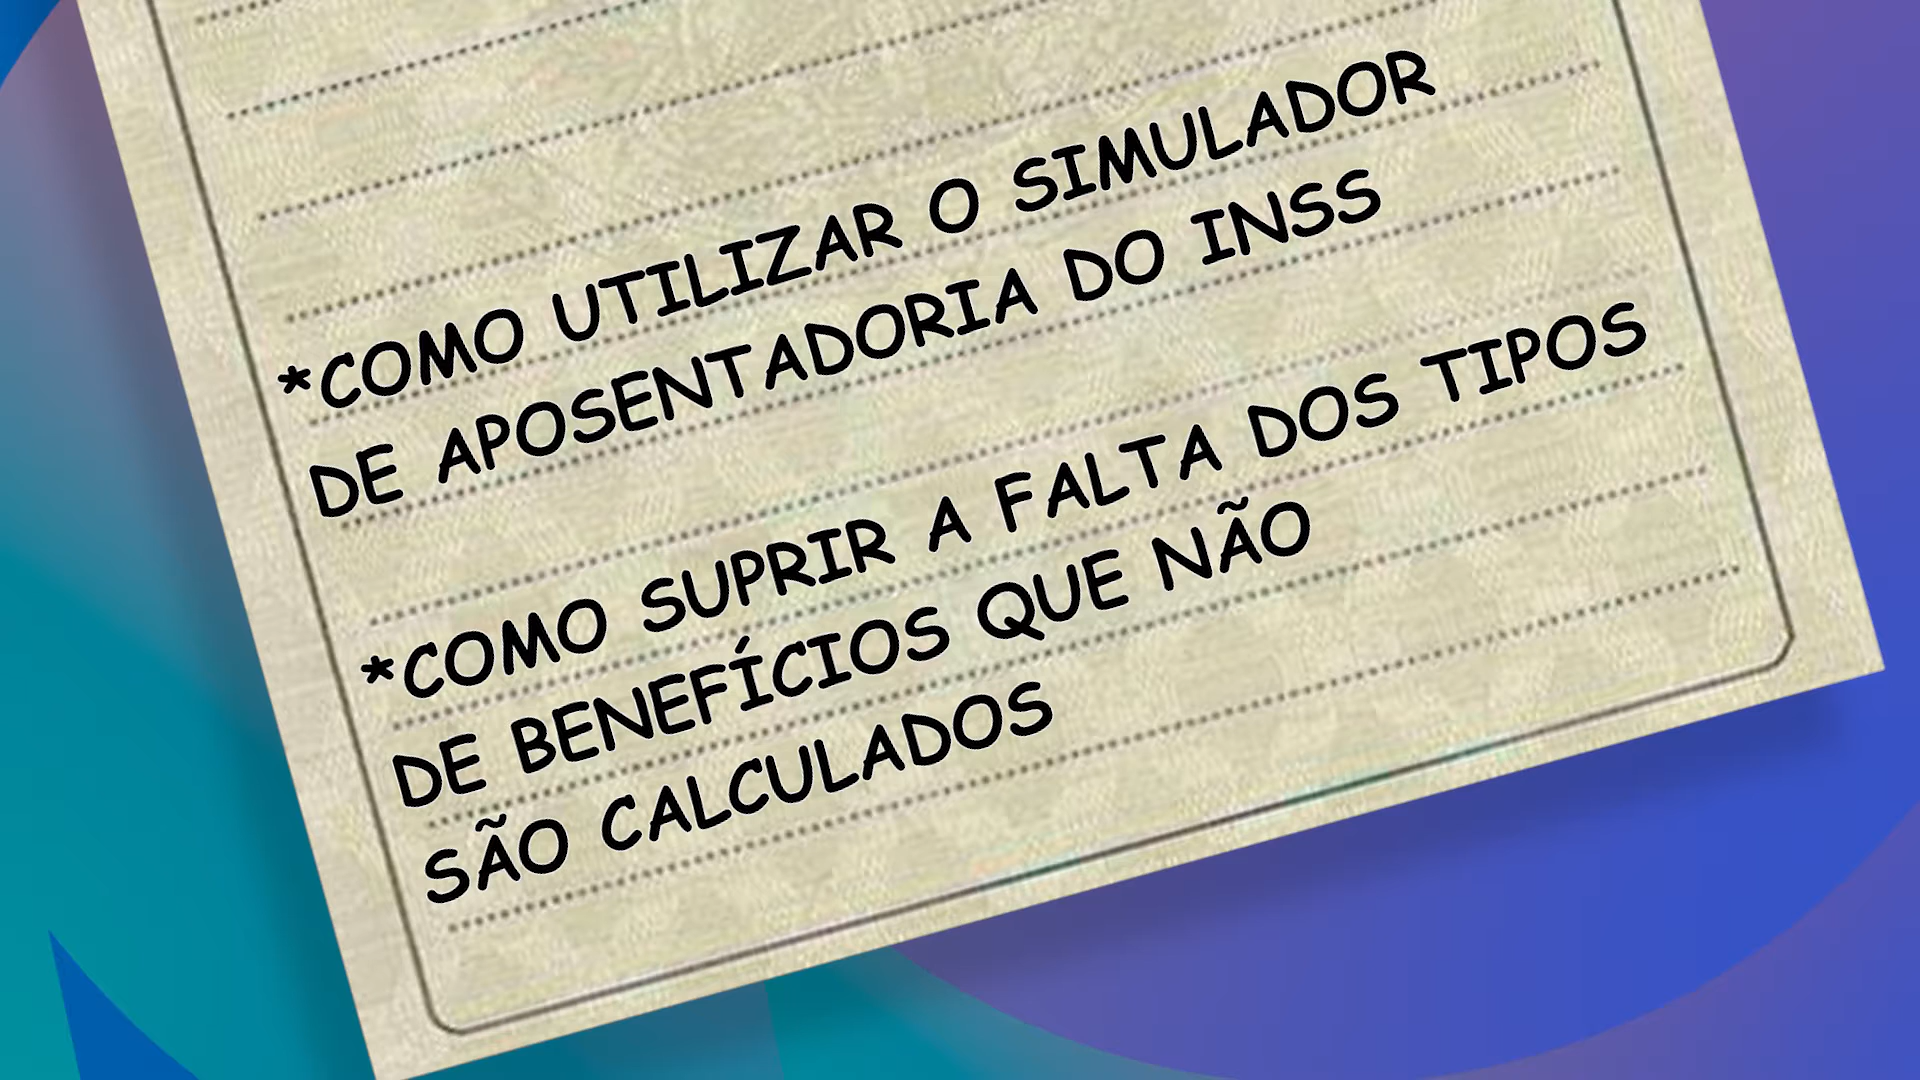 *COMO UTILIZAR O SIMULADOR
DE APOSENTADORIA DO INSS
*COMO SUPRIR A FALTA DOS TIPOS
DE BENEFÍCIOS QUE NÃO
SÃO CALCULADOS